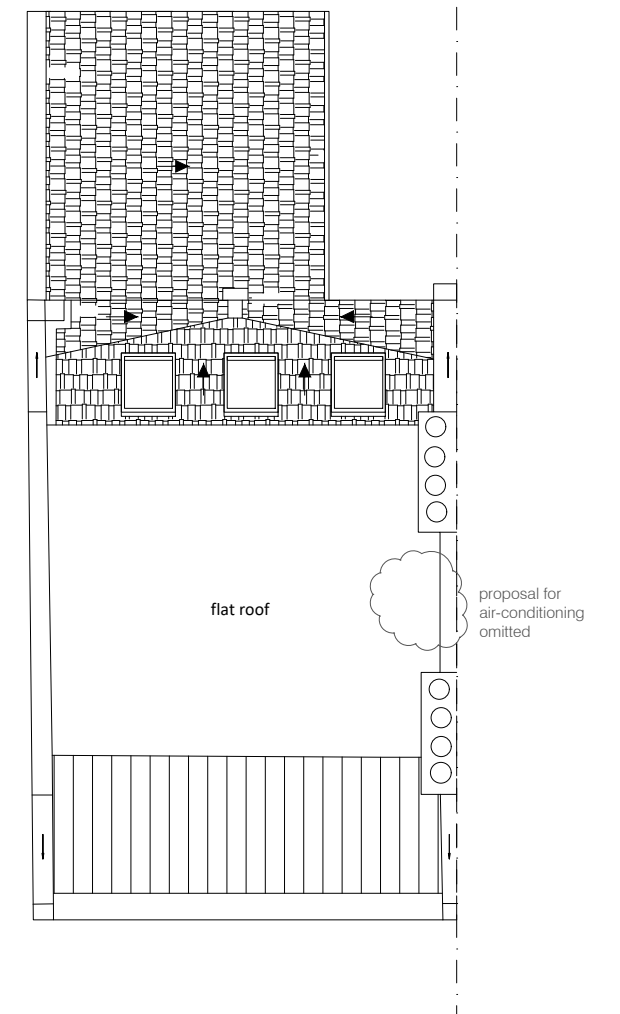 flat roof
proposal for
air-conditioning
omitted